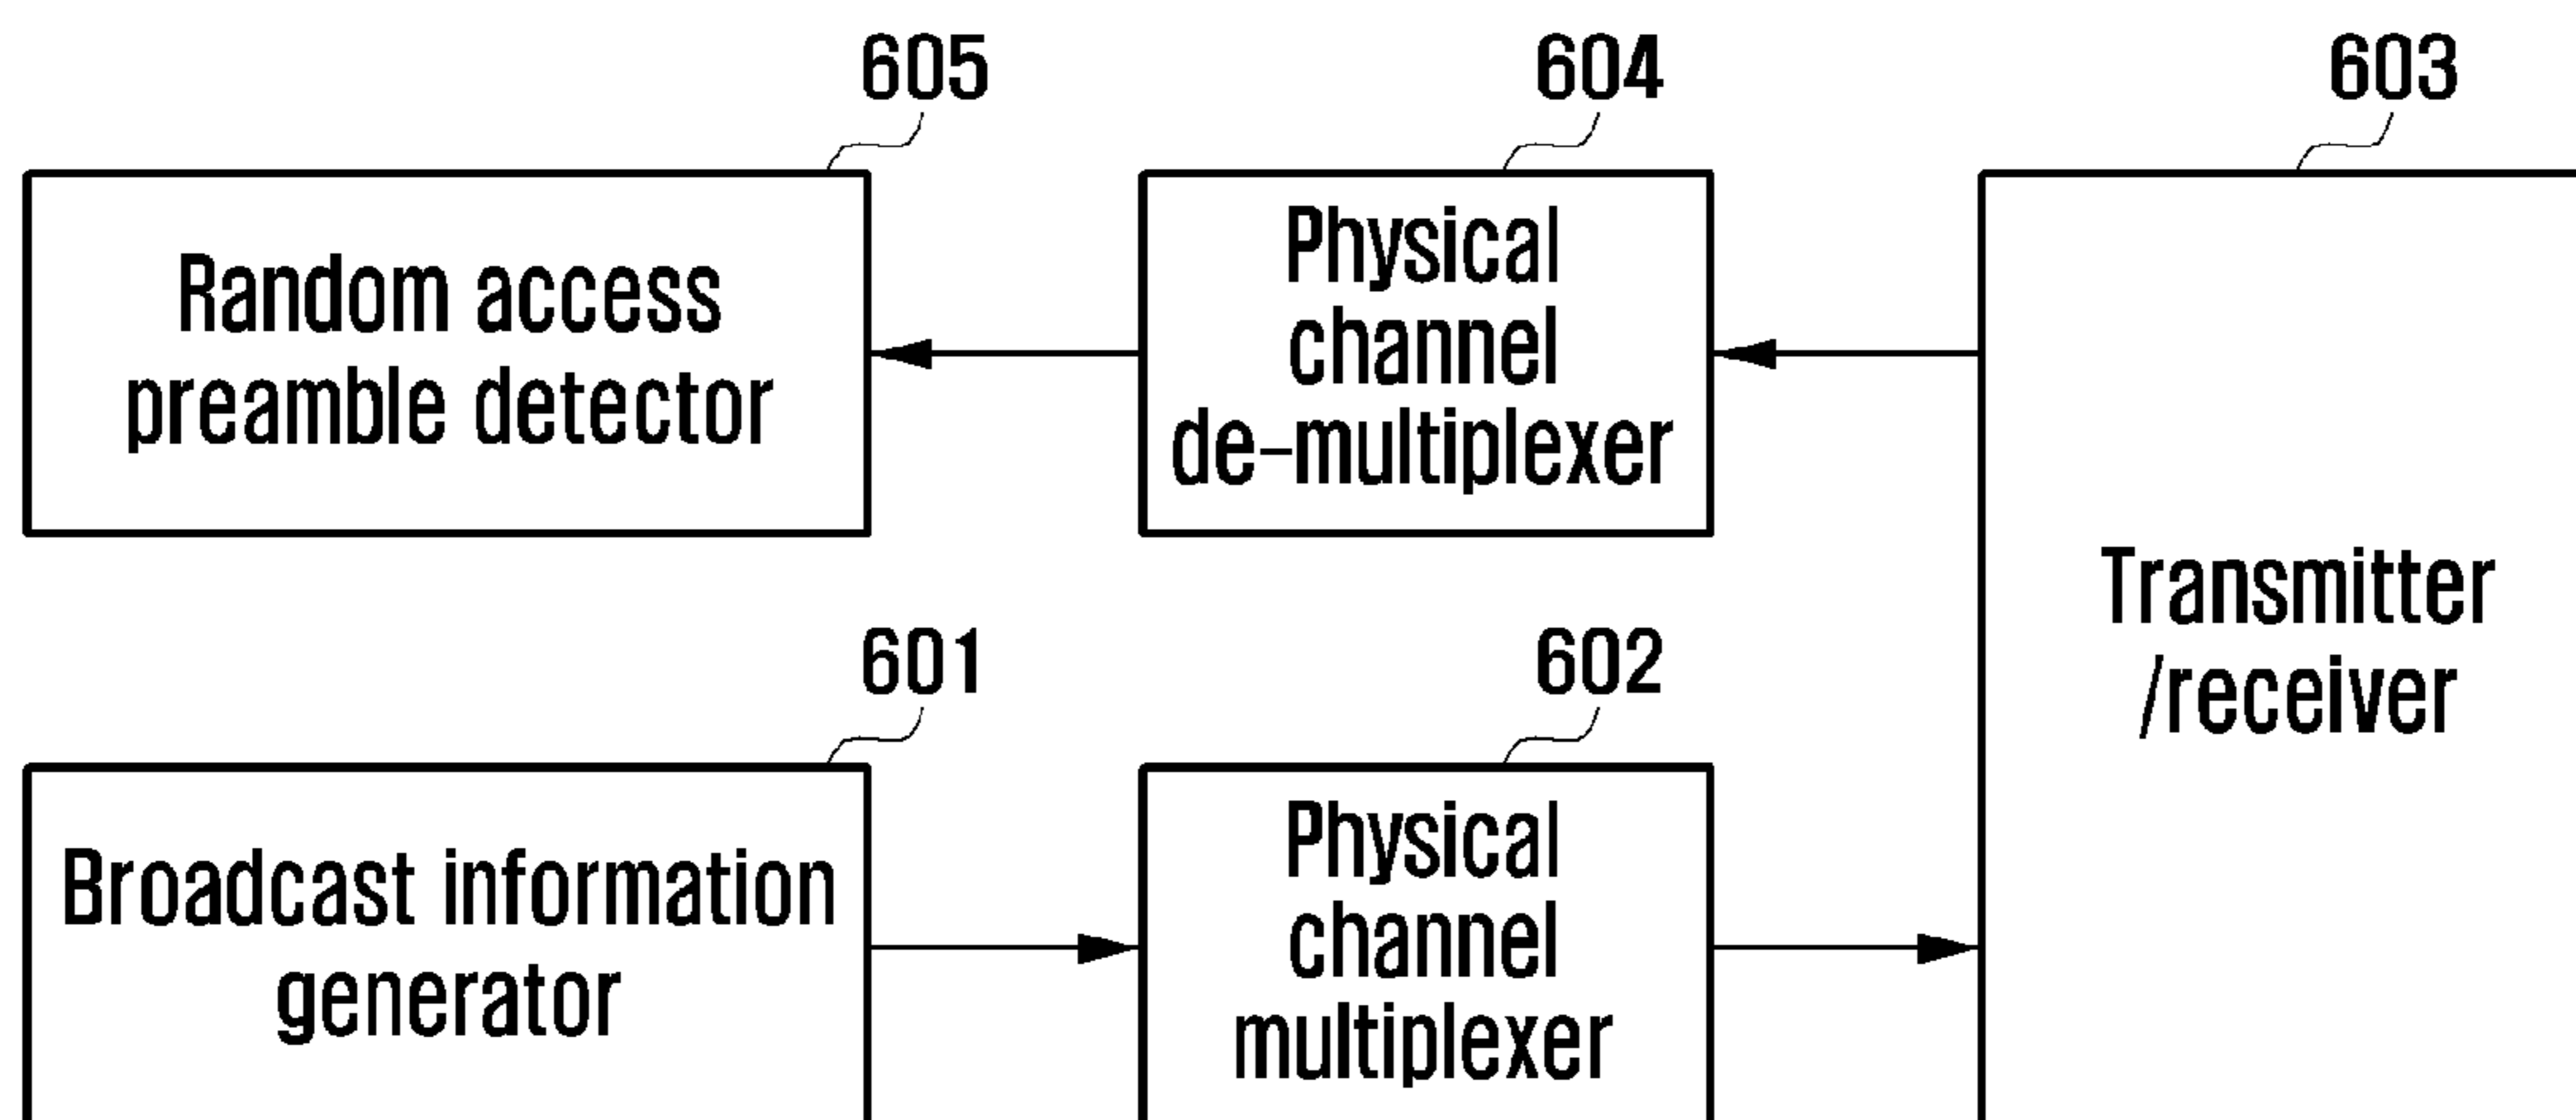 605
604
603
Random access
preamble detector
Physical
channel
de-multiplexer
Transmitter
/receiver
601
602
Broadcast information
generator
Physical
channel
multiplexer